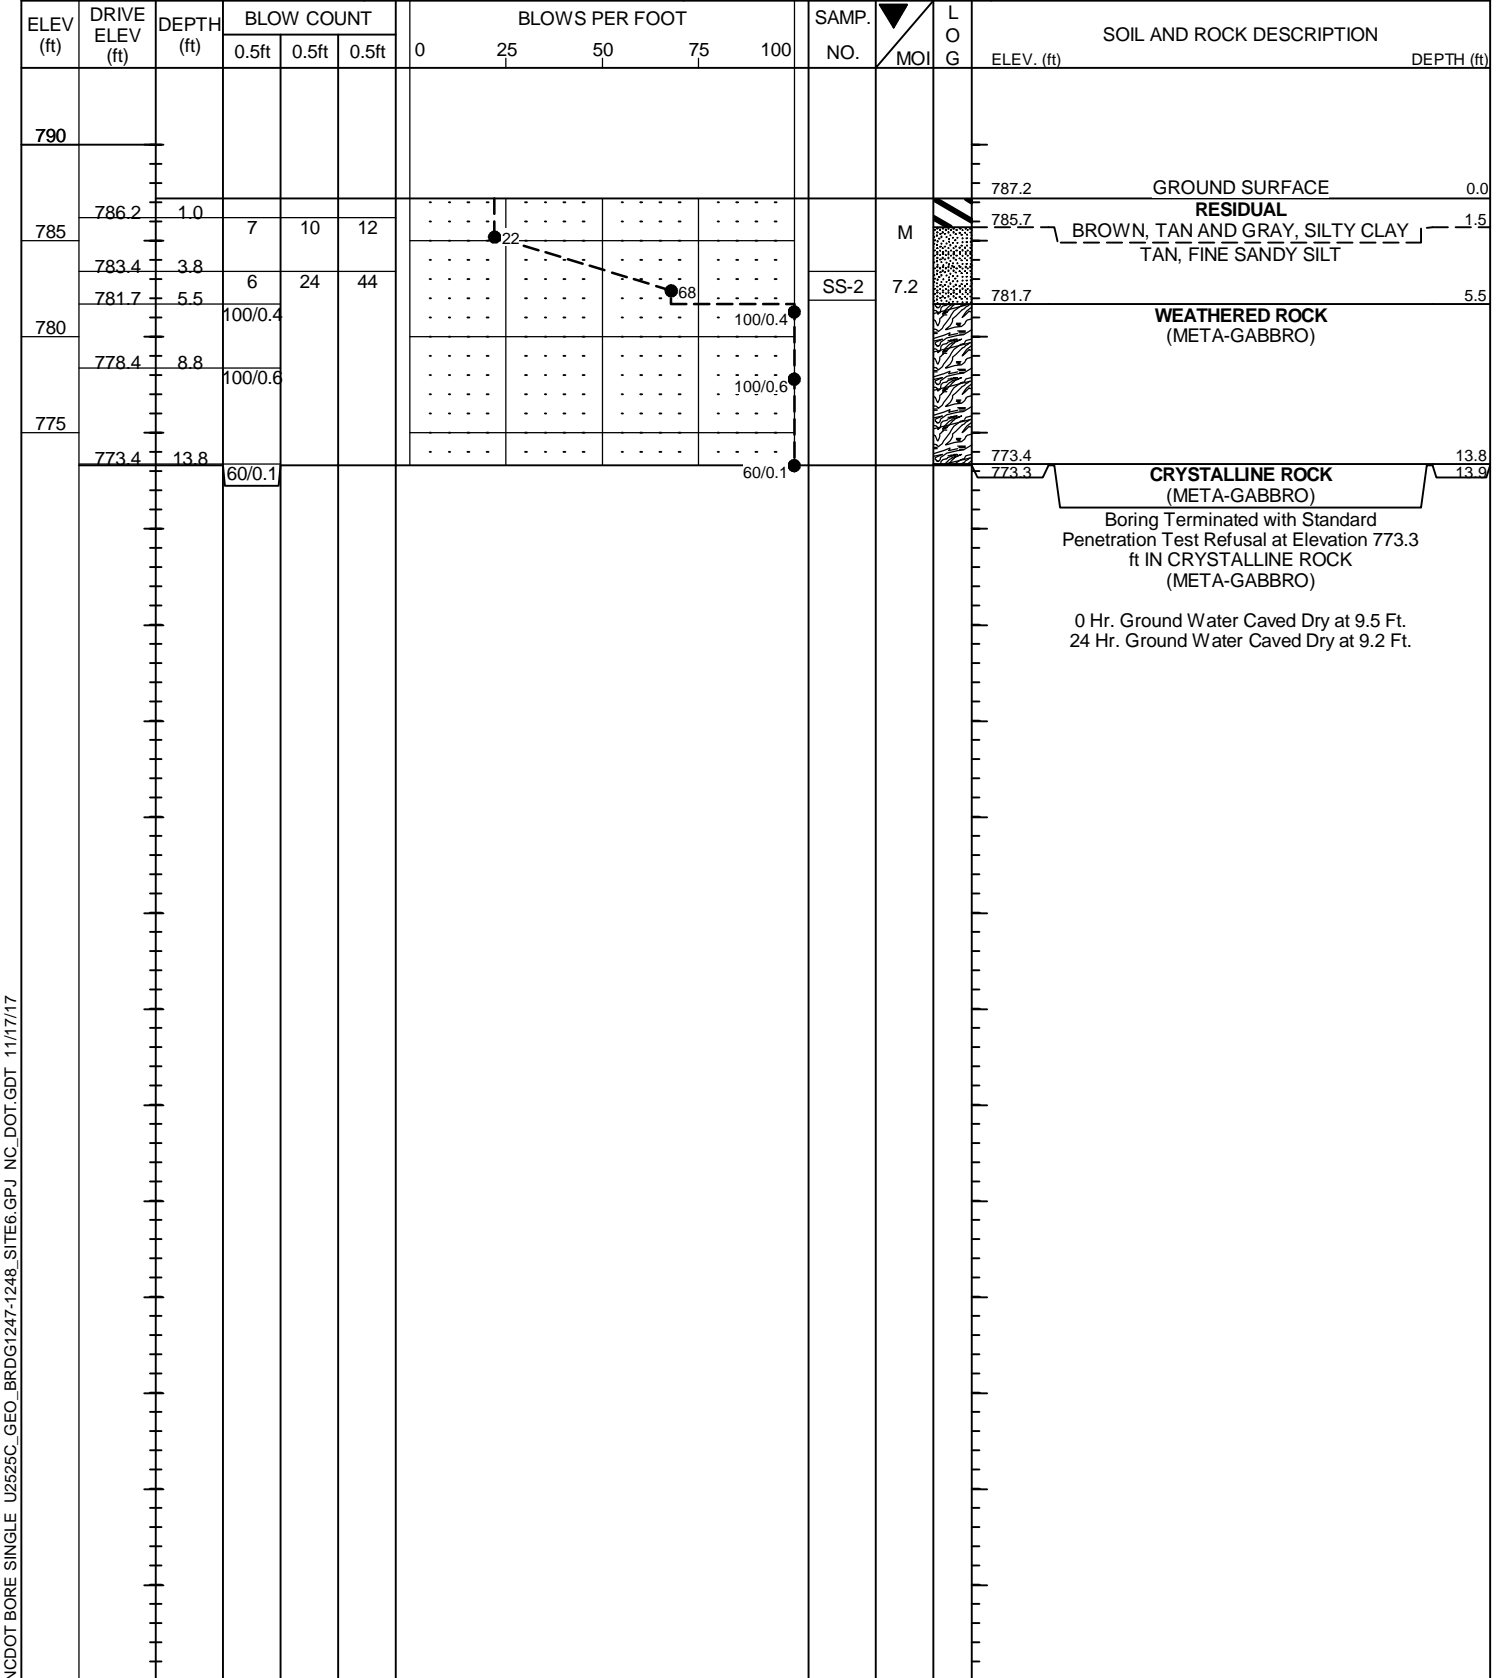 ELEV (ft) DRIVE ELEV (ft) DEPTH (ft) BLOW COUNT BLOWS PER FOOT SAMP. NO. MOI L O G SOIL AND ROCK DESCRIPTION
0.5ft 0.5ft 0.5ft 0 25 50 75 100 ELEV. (ft) DEPTH (ft)
790
787.2 GROUND SURFACE 0.0
786.2 1.0 RESIDUAL
785 7 10 12 22 M 785.7 BROWN, TAN AND GRAY, SILTY CLAY 1.5
TAN, FINE SANDY SILT
783.4 3.8
6 24 44 68 SS-2 7.2
781.7 5.5 781.7 5.5
100/0.4 100/0.4 WEATHERED ROCK
780 (META-GABBRO)
778.4 8.8
100/0.6 100/0.6
775
773.4 13.8 773.4 13.8
60/0.1 60/0.1 773.3 CRYSTALLINE ROCK 13.9
(META-GABBRO)
Boring Terminated with Standard
Penetration Test Refusal at Elevation 773.3
ft IN CRYSTALLINE ROCK
(META-GABBRO)
0 Hr. Ground Water Caved Dry at 9.5 Ft.
24 Hr. Ground Water Caved Dry at 9.2 Ft.
NCDOT BORE SINGLE U2525C_GEO_BRDG1247-1248_SITE6.GPJ NC_DOT.GDT 11/17/17